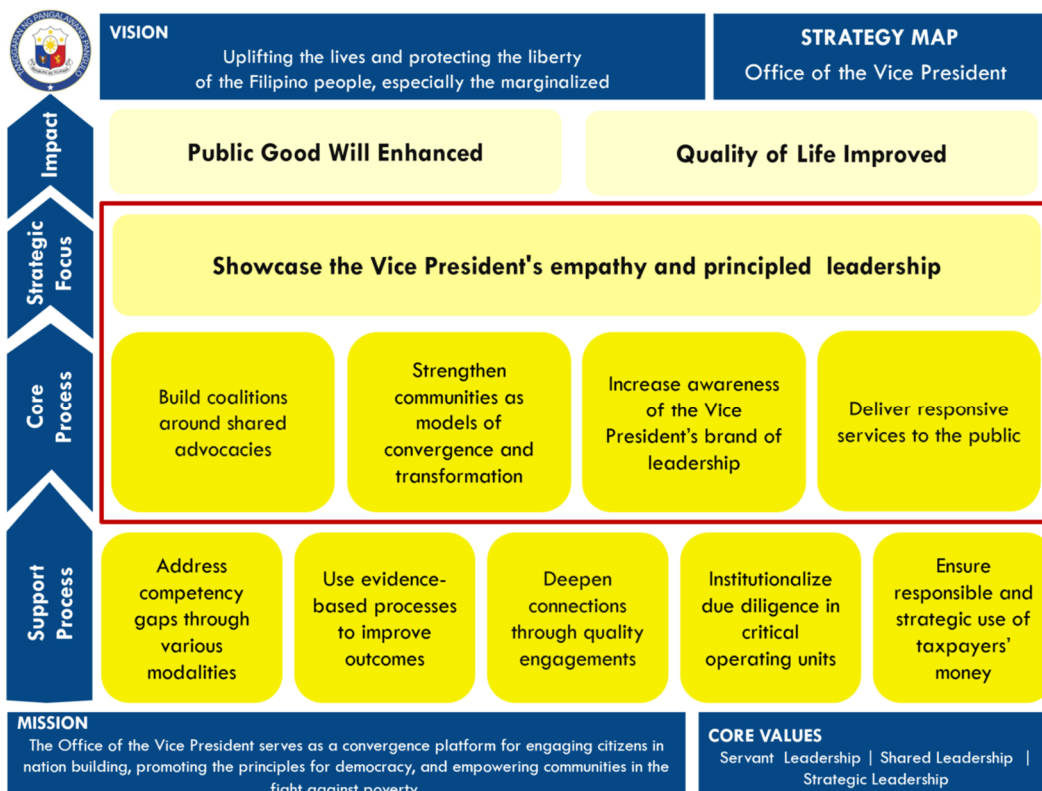 TANGGAPAN NG PANGALAWANG PANGULO
VISION
Uplifting the lives and protecting the liberty
of the Filipino people, especially the marginalized
STRATEGY MAP
Office of the Vice President
Impact
Public Good Will Enhanced
Quality of Life Improved
Strategic
Focus
Showcase the Vice President's empathy and principled leadership
Core
Process
Build coalitions
around shared
advocacies
Strengthen
communities as
models of
convergence and
transformation
Increase awareness
of the Vice
President's brand of
leadership
Deliver responsive
services to the public
Support
Process
Address
competency
gaps through
various
modalities
Use evidence-
based processes
to improve
outcomes
Deepen
connections
through quality
engagements
Institutionalize
due diligence in
critical
operating units
Ensure
responsible and
strategic use of
taxpayers'
money
MISSION
The Office of the Vice President serves as a convergence platform for engaging citizens in
nation building, promoting the principles for democracy, and empowering communities in the
fight against poverty
CORE VALUES
Servant Leadership | Shared Leadership |
Strategic Leadership